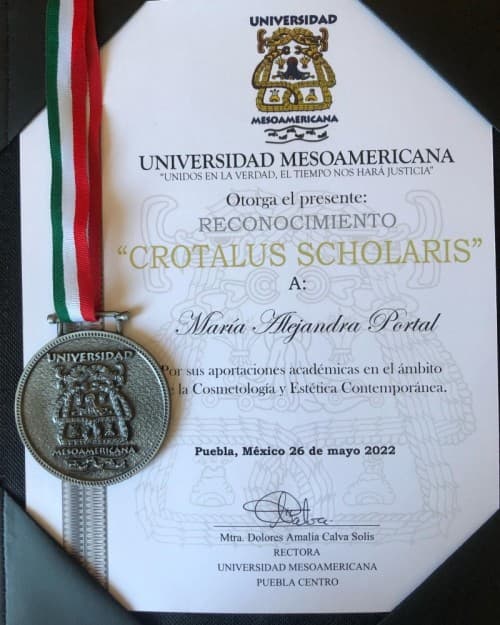 UNIVERSIDAD
MESOAMERICANA
UNIVERSIDAD MESOAMERICANA
“UNIDOS EN LA VERDAD, EL TIEMPO NOS HARÁ JUSTICIA”
Otorga el presente:
RECONOCIMIENTO
“CROTALUS SCHOLARIS”
A:
María Alejandra Portal
Por sus aportaciones académicas en el ámbito
e la Cosmetología y Estética Contemporánea.
Puebla, México 26 de mayo 2022
Mtra. Dolores Amalia Calva Solis
RECTORA
UNIVERSIDAD MESOAMERICANA
PUEBLA CENTRO
UNIVERSIDAD
MESOAMERICANA